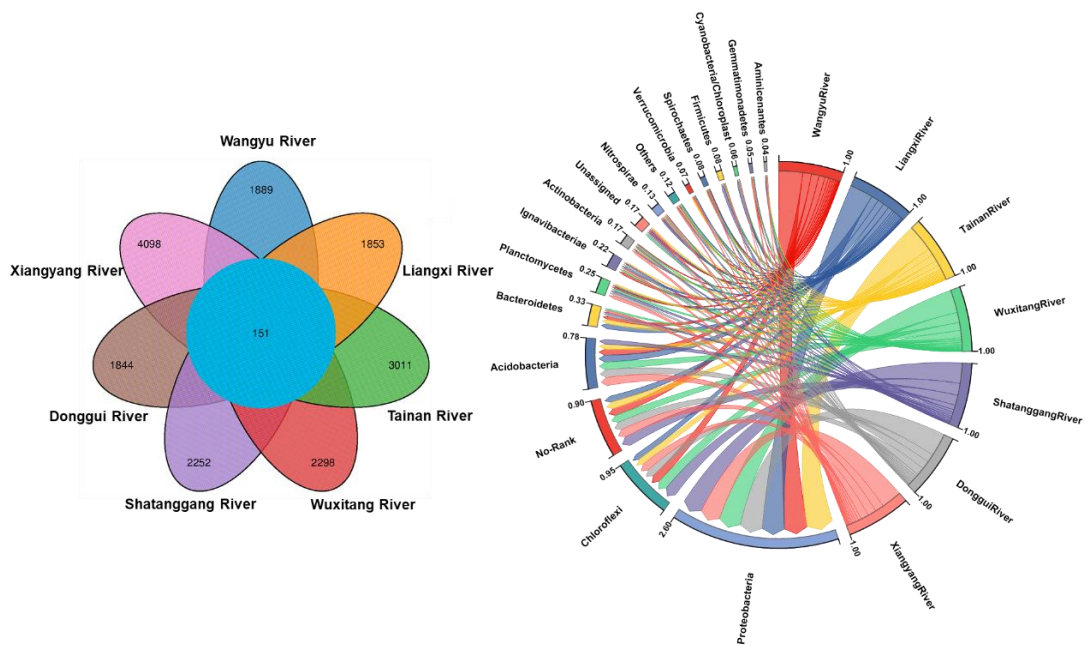 Wangyu River
1889
4098
1853
Xiangyang River
Liangxi River
151
1844
3011
Donggui River
Tainan River
2252
2298
Shatanggang River
Wuxitang River
WangyuRiver
1.00
LiangxiRiver
1.00
TainanRiver
1.00
WuxitangRiver
1.00
ShatanggangRiver
1.00
DongguiRiver
1.00
XiangyangRiver
1.00
Proteobacteria
2.60
Chloroflexi
0.95
No-Rank
0.90
Acidobacteria
0.78
Bacteroidetes
0.33
Planctomycetes
0.25
Ignavibacteriae
0.22
Actinobacteria
0.17
Unassigned
0.17
Nitrospirae
0.13
Others
0.12
Verrucomicrobia
0.07
Spirochaetes
0.08
Firmicutes
0.08
Cyanobacteria/Chloroplast
0.06
Gemmatimonadetes
0.05
Aminicenantes
0.04